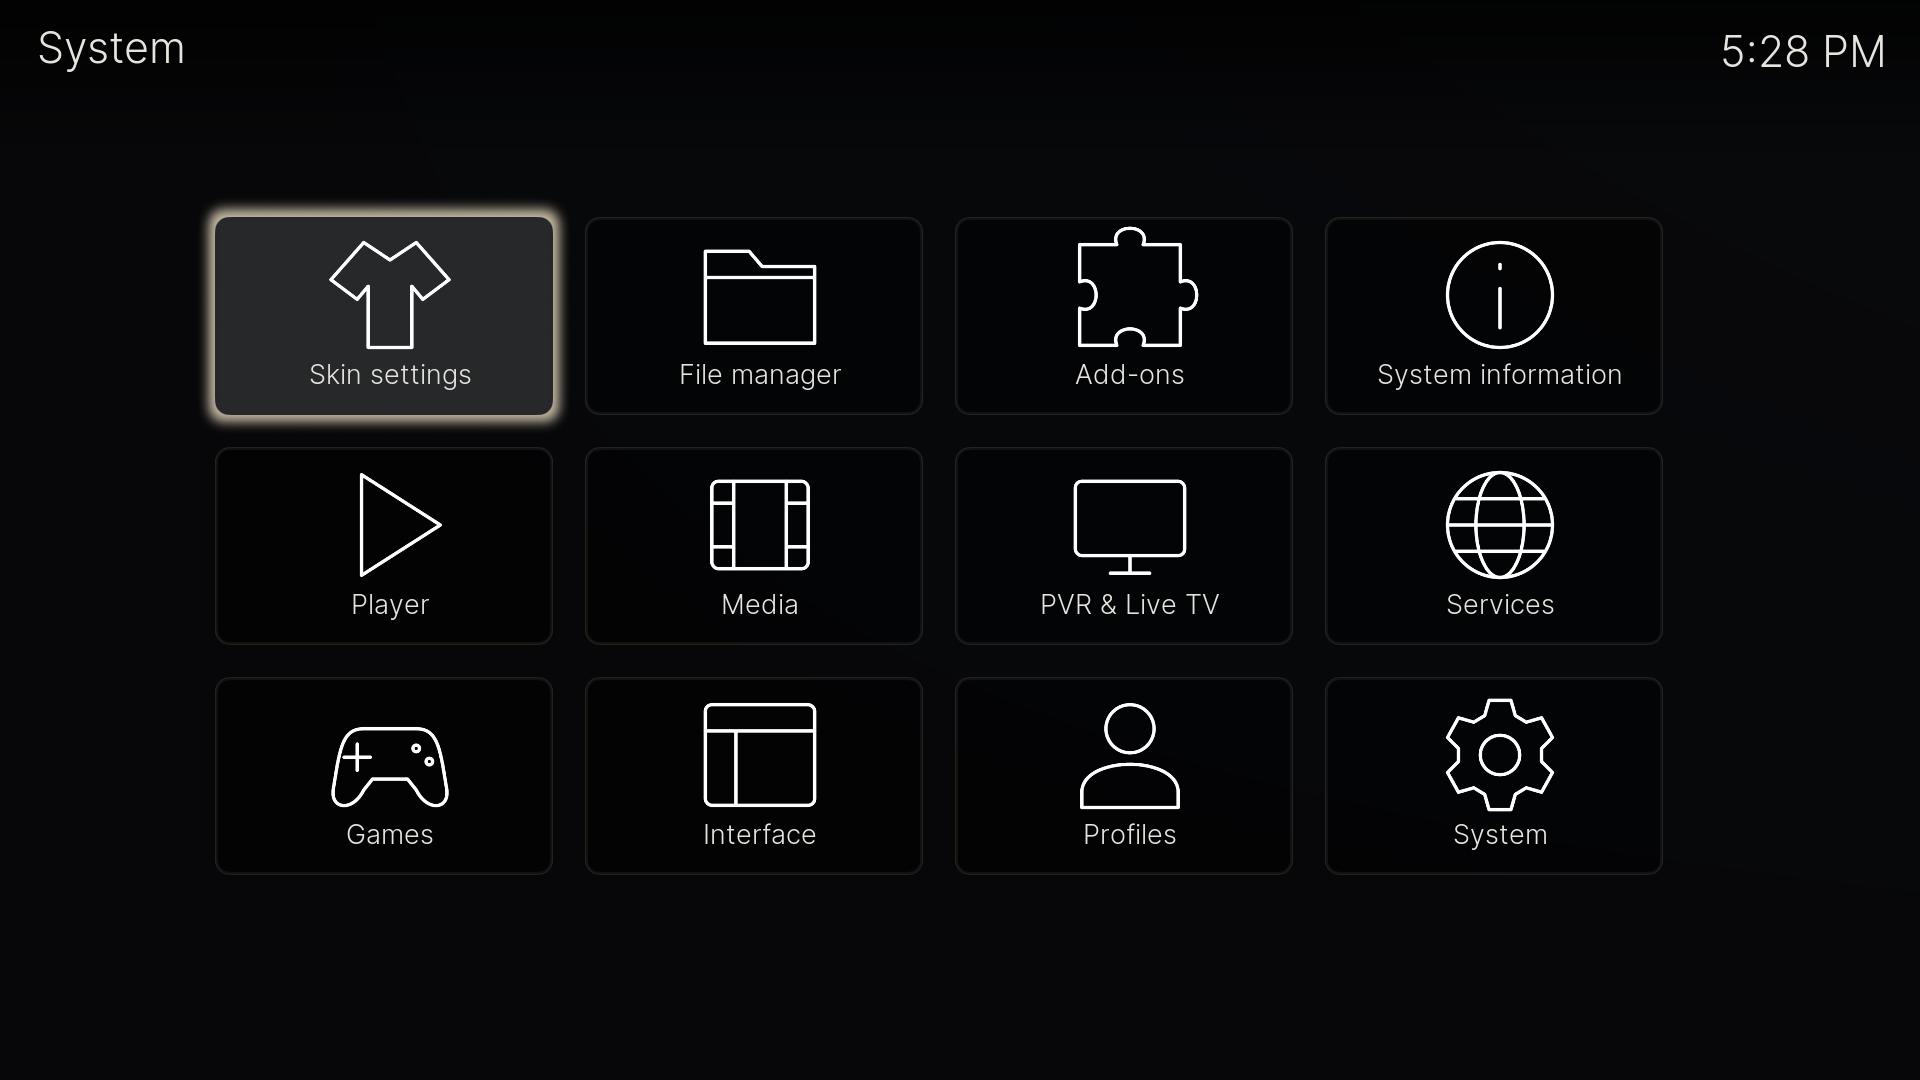 System
5:28 PM
Skin settings
File manager
Add-ons
System information
Player
Media
PVR & Live TV
Services
Games
Interface
Profiles
System